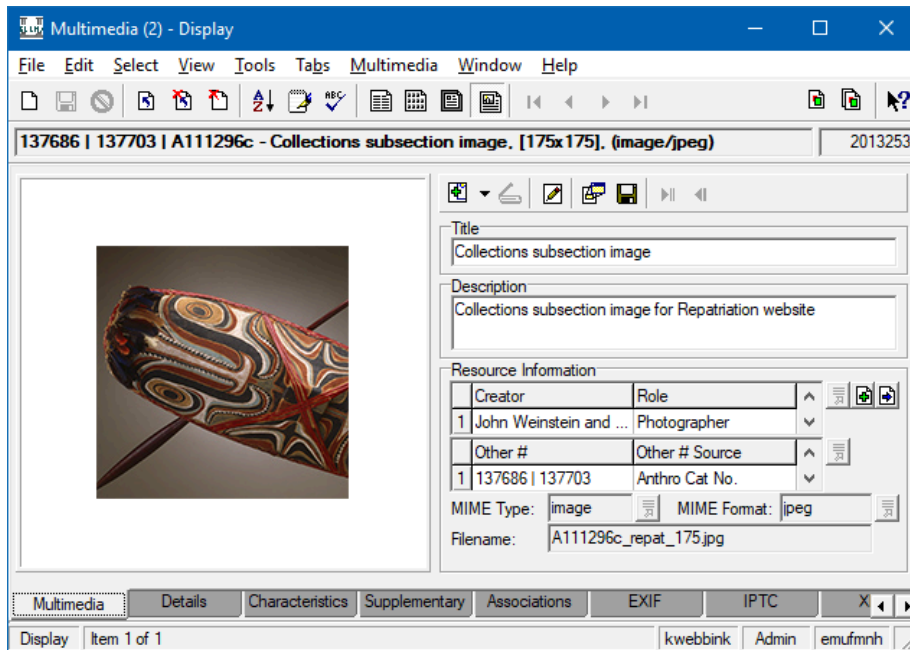 Multimedia (2) - Display
File Edit Select View Tools Tabs Multimedia Window Help
137686 | 137703 | A111296c - Collections subsection image, [175x175], (image/jpeg) 2013253
Title
Collections subsection image
Description
Collections subsection image for Repatriation website
Resource Information
Creator Role
1 John Weinstein and ... Photographer
Other # Other # Source
1 137686 | 137703 Anthro Cat No.
MIME Type: image MIME Format: jpeg
Filename: A111296c_repat_175.jpg
Multimedia Details Characteristics Supplementary Associations EXIF IPTC X
Display Item 1 of 1 kwebbink Admin emufmnh